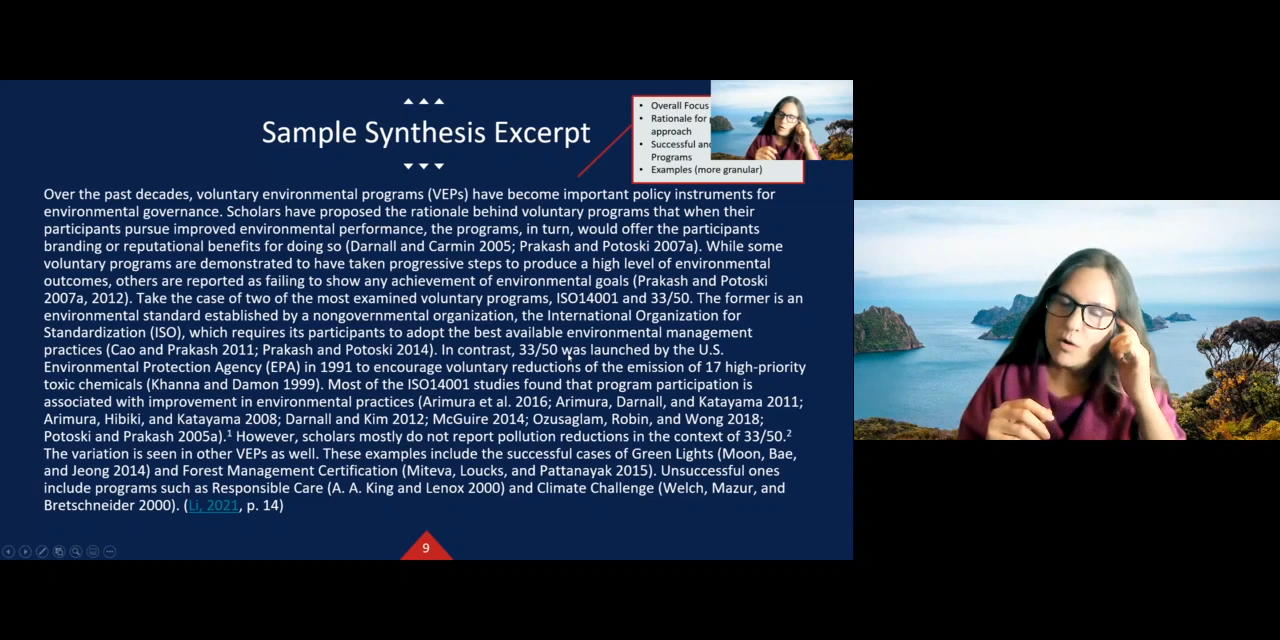 Sample Synthesis Excerpt
• Overall Focus
• Rationale for
approach
• Successful and
Programs
• Examples (more granular)
Over the past decades, voluntary environmental programs (VEPs) have become important policy instruments for
environmental governance. Scholars have proposed the rationale behind voluntary programs that when their
participants pursue improved environmental performance, the programs, in turn, would offer the participants
branding or reputational benefits for doing so (Darnall and Carmin 2005; Prakash and Potoski 2007a). While some
voluntary programs are demonstrated to have taken progressive steps to produce a high level of environmental
outcomes, others are reported as failing to show any achievement of environmental goals (Prakash and Potoski
2007a, 2012). Take the case of two of the most examined voluntary programs, ISO14001 and 33/50. The former is an
environmental standard established by a nongovernmental organization, the International Organization for
Standardization (ISO), which requires its participants to adopt the best available environmental management
practices (Cao and Prakash 2011; Prakash and Potoski 2014). In contrast, 33/50 was launched by the U.S.
Environmental Protection Agency (EPA) in 1991 to encourage voluntary reductions of the emission of 17 high-priority
toxic chemicals (Khanna and Damon 1999). Most of the ISO14001 studies found that program participation is
associated with improvement in environmental practices (Arimura et al. 2016; Arimura, Darnall, and Katayama 2011;
Arimura, Hibiki, and Katayama 2008; Darnall and Kim 2012; McGuire 2014; Ozusaglam, Robin, and Wong 2018;
Potoski and Prakash 2005a).¹ However, scholars mostly do not report pollution reductions in the context of 33/50.²
The variation is seen in other VEPs as well. These examples include the successful cases of Green Lights (Moon, Bae,
and Jeong 2014) and Forest Management Certification (Miteva, Loucks, and Pattanayak 2015). Unsuccessful ones
include programs such as Responsible Care (A. A. King and Lenox 2000) and Climate Challenge (Welch, Mazur, and
Bretschneider 2000). (Li, 2021, p. 14)
9